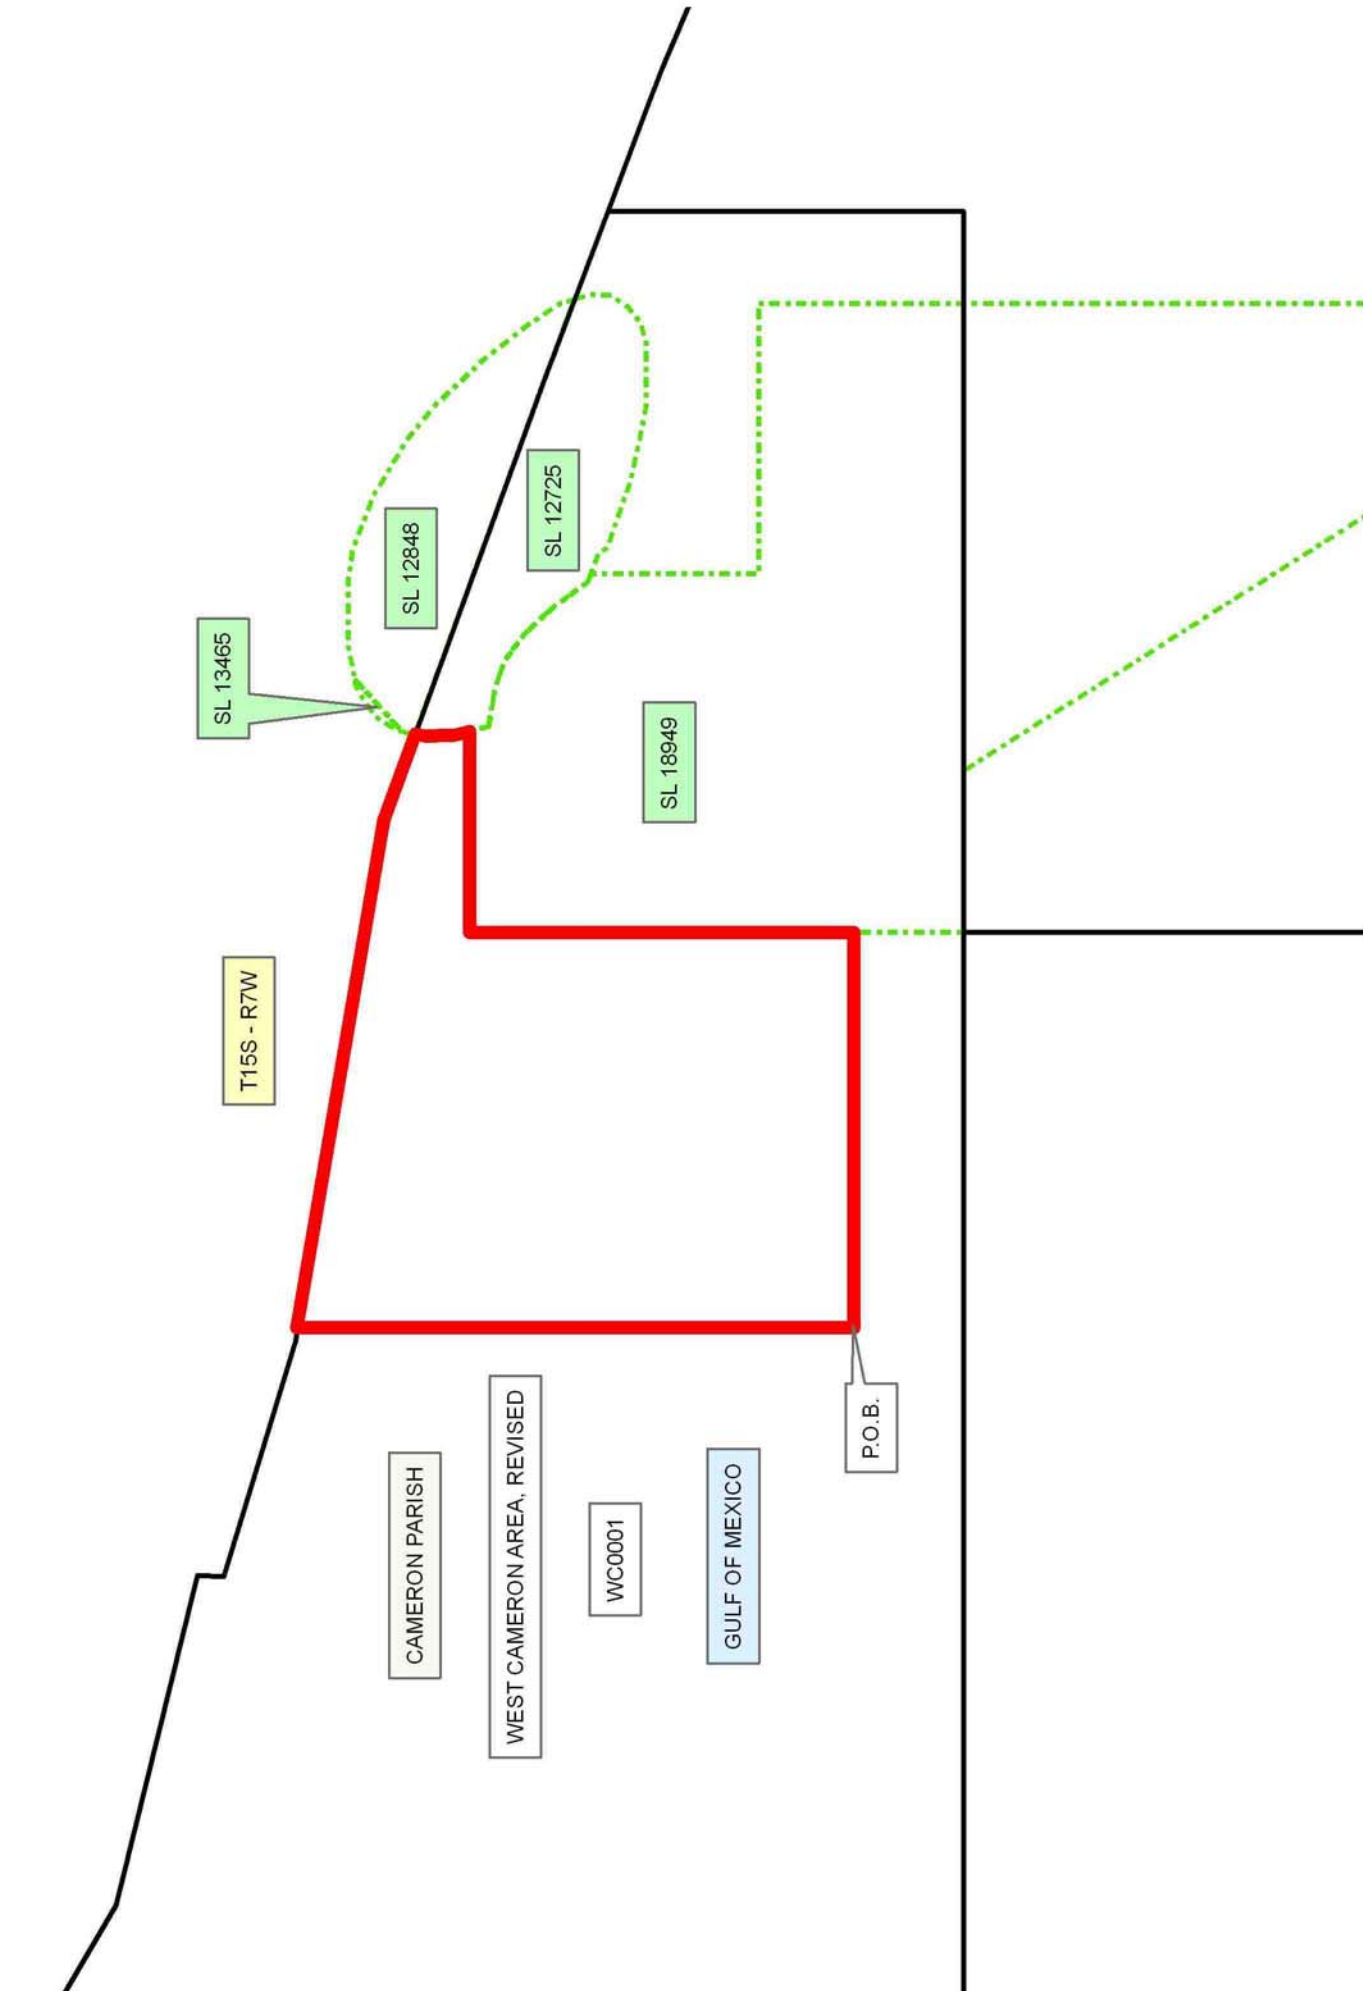 SL 13465
T15S - R7W
SL 12848
CAMERON PARISH
WEST CAMERON AREA, REVISED
SL 12725
WC0001
SL 18949
GULF OF MEXICO
P.O.B.